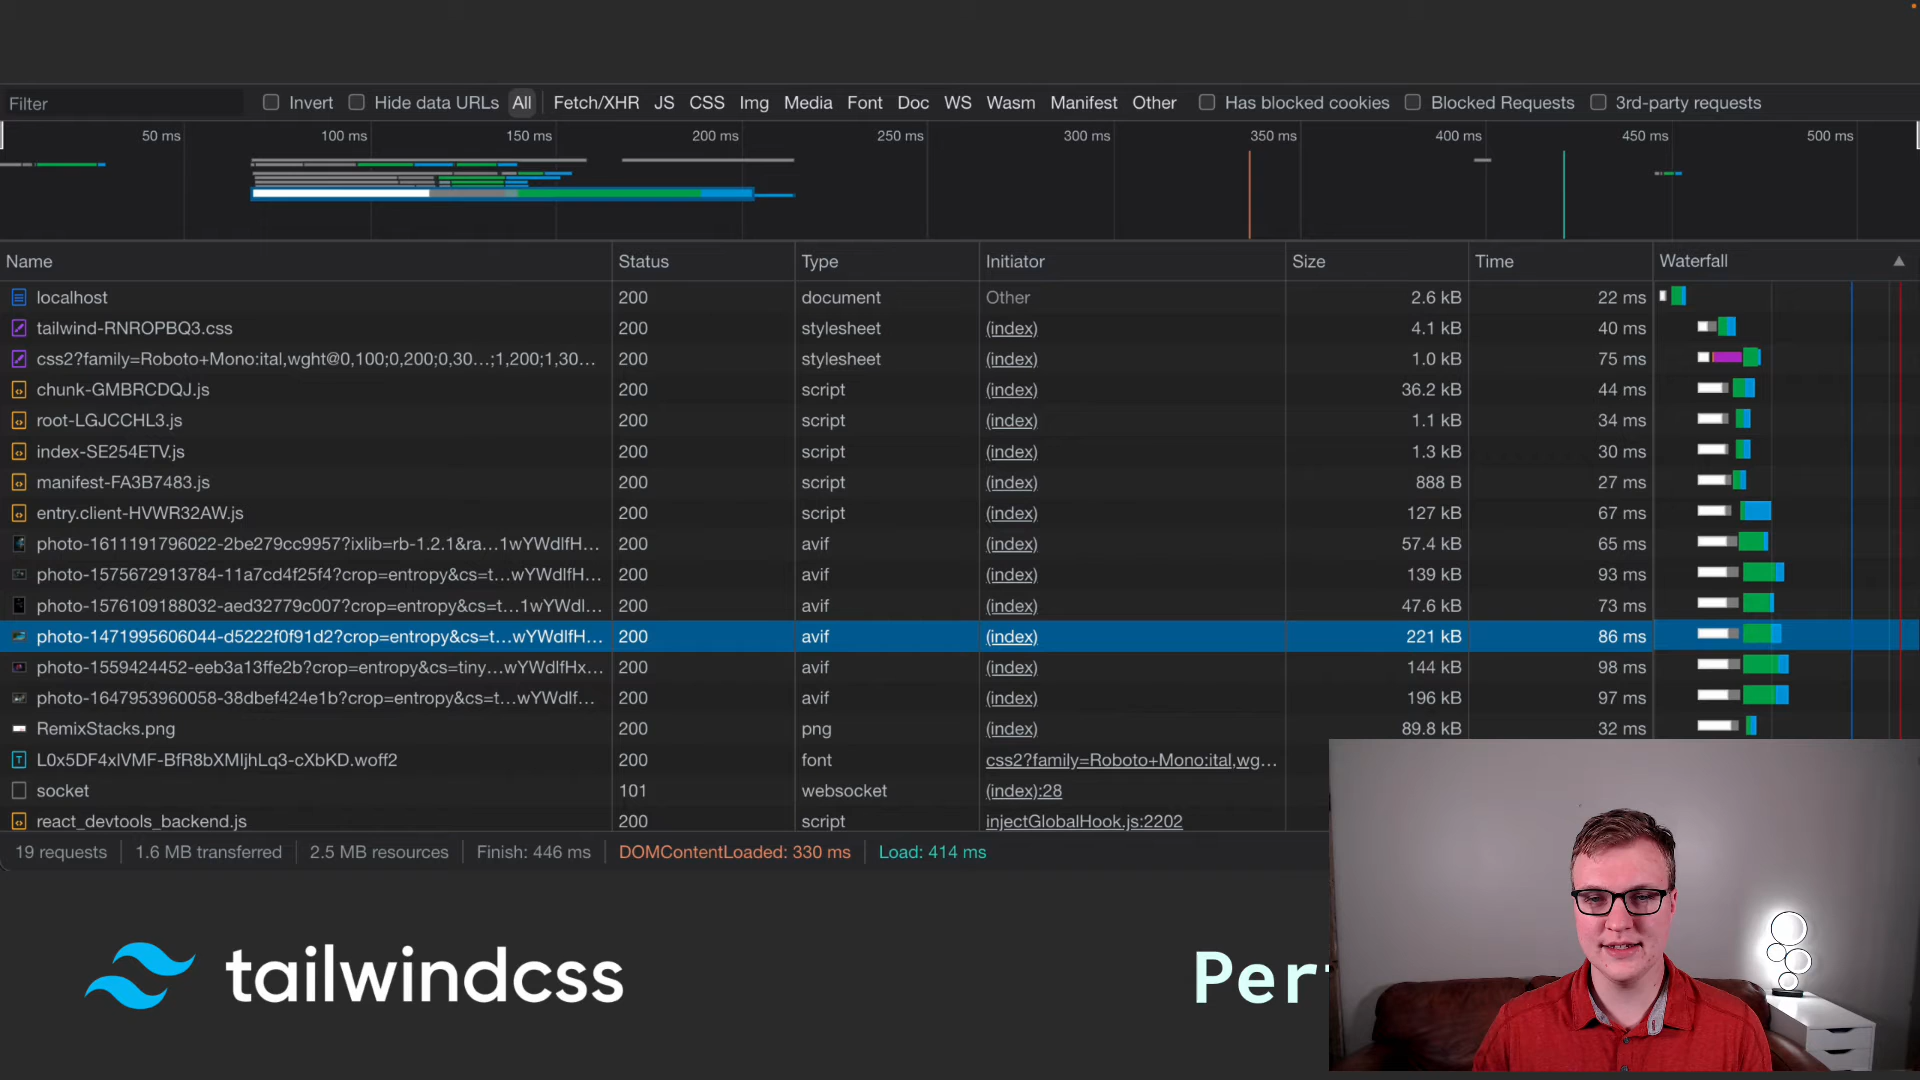 Filter Invert Hide data URLs All Fetch/XHR JS CSS Img Media Font Doc WS Wasm Manifest Other Has blocked cookies Blocked Requests 3rd-party requests
50 ms 100 ms 150 ms 200 ms 250 ms 300 ms 350 ms 400 ms 450 ms 500 ms
Name Status Type Initiator Size Time Waterfall
localhost 200 document Other 2.6 kB 22 ms
tailwind-RNROPBQ3.css 200 stylesheet (index) 4.1 kB 40 ms
css2?family=Roboto+Mono:ital,wght@0,100;0,200;0,30…;1,200;1,30… 200 stylesheet (index) 1.0 kB 75 ms
chunk-GMBRCDQJ.js 200 script (index) 36.2 kB 44 ms
root-LGJCCHL3.js 200 script (index) 1.1 kB 34 ms
index-SE254ETV.js 200 script (index) 1.3 kB 30 ms
manifest-FA3B7483.js 200 script (index) 888 B 27 ms
entry.client-HVWR32AW.js 200 script (index) 127 kB 67 ms
photo-1611191796022-2be279cc9957?ixlib=rb-1.2.1&ra…1wYWdlfH… 200 avif (index) 57.4 kB 65 ms
photo-1575672913784-11a7cd4f25f4?crop=entropy&cs=t…wYWdlfH… 200 avif (index) 139 kB 93 ms
photo-1576109188032-aed32779c007?crop=entropy&cs=t…1wYWdl… 200 avif (index) 47.6 kB 73 ms
photo-1471995606044-d5222f0f91d2?crop=entropy&cs=t…wYWdlfH… 200 avif (index) 221 kB 86 ms
photo-1559424452-eeb3a13ffe2b?crop=entropy&cs=tiny…wYWdlfHx… 200 avif (index) 144 kB 98 ms
photo-1647953960058-38dbef424e1b?crop=entropy&cs=t…wYWdlf… 200 avif (index) 196 kB 97 ms
RemixStacks.png 200 png (index) 89.8 kB 32 ms
L0x5DF4xlVMF-BfR8bXMIjhLq3-cXbKD.woff2 200 font css2?family=Roboto+Mono:ital,wg…
socket 101 websocket (index):28
react_devtools_backend.js 200 script injectGlobalHook.js:2202
19 requests 1.6 MB transferred 2.5 MB resources Finish: 446 ms DOMContentLoaded: 330 ms Load: 414 ms
tailwindcss Per